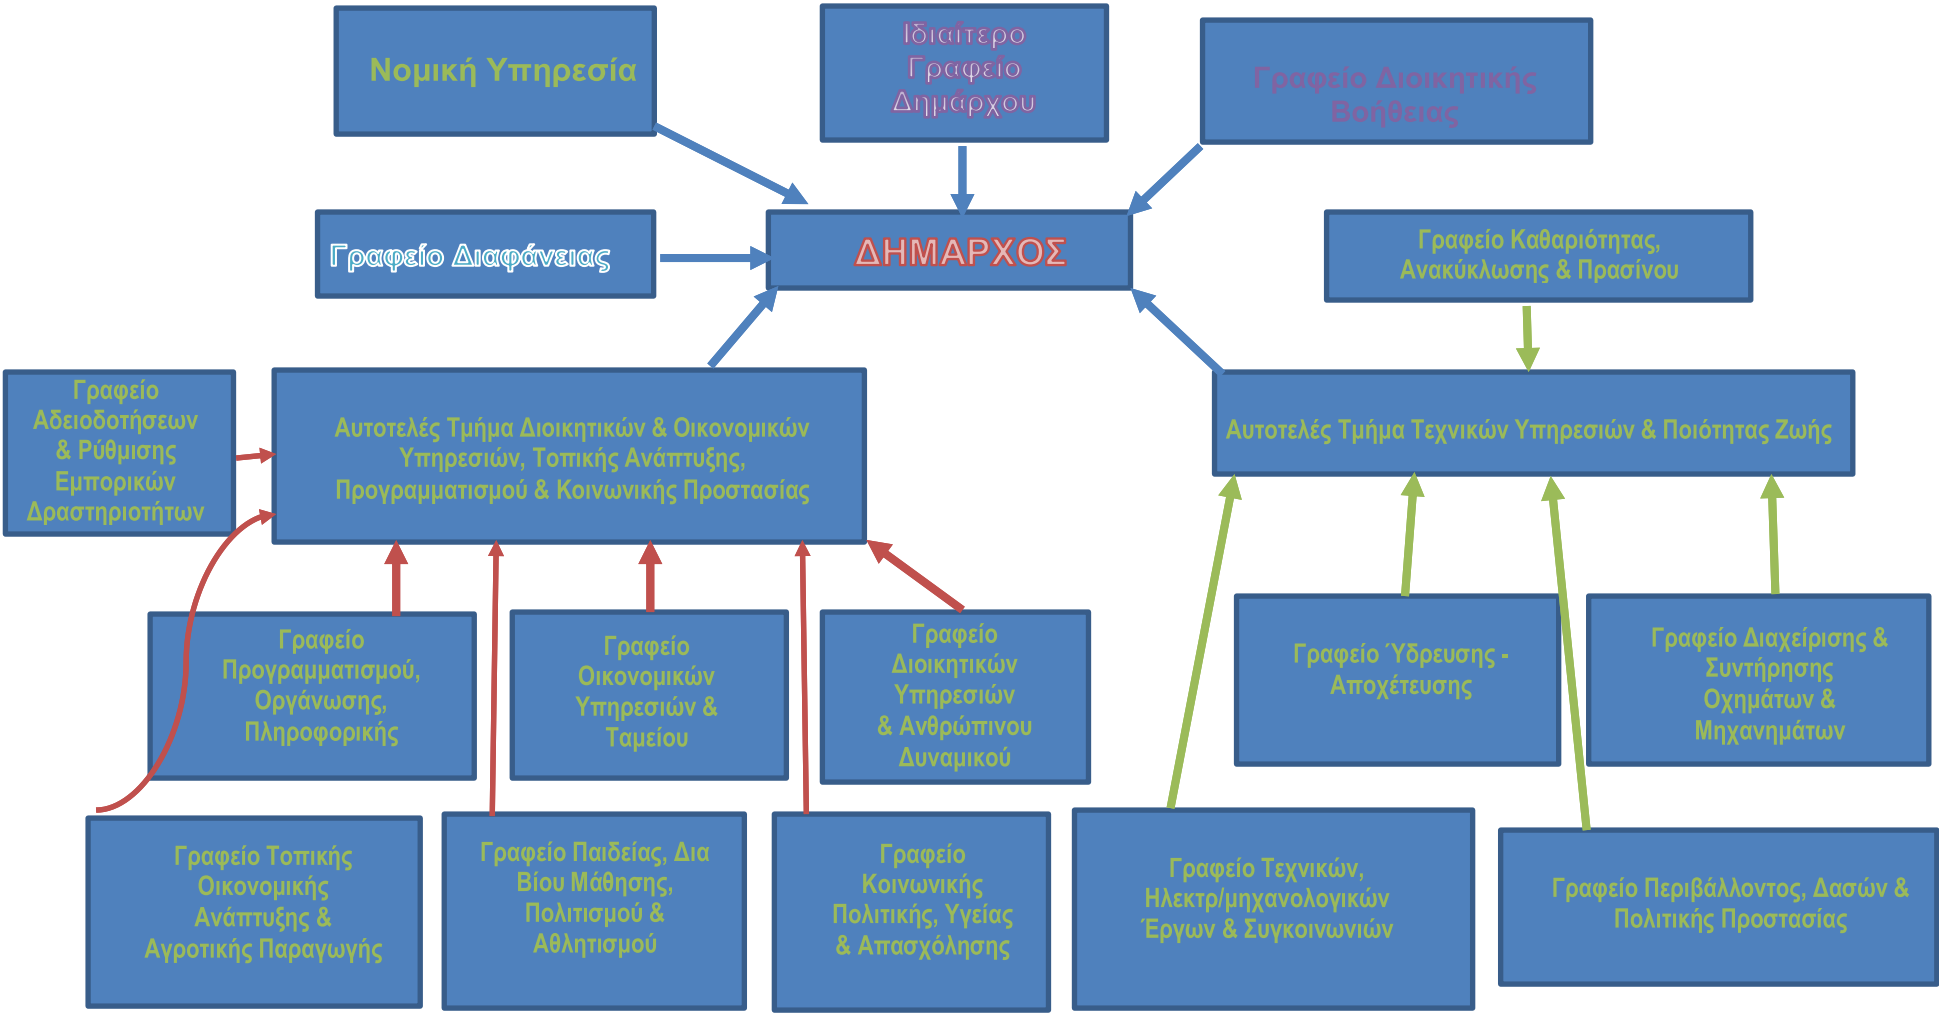 Νομική Υπηρεσία
Ιδιαίτερο
Γραφείο
Δημάρχου
Γραφείο Διοικητικής
Βοήθειας
Γραφείο Διαφάνειας
ΔΗΜΑΡΧΟΣ
Γραφείο Καθαριότητας,
Ανακύκλωσης & Πρασίνου
Γραφείο
Αδειοδοτήσεων
& Ρύθμισης
Εμπορικών
Δραστηριοτήτων
Αυτοτελές Τμήμα Διοικητικών & Οικονομικών
Υπηρεσιών, Τοπικής Ανάπτυξης,
Προγραμματισμού & Κοινωνικής Προστασίας
Αυτοτελές Τμήμα Τεχνικών Υπηρεσιών & Ποιότητας Ζωής
Γραφείο
Προγραμματισμού,
Οργάνωσης,
Πληροφορικής
Γραφείο
Οικονομικών
Υπηρεσιών &
Ταμείου
Γραφείο
Διοικητικών
Υπηρεσιών
& Ανθρώπινου
Δυναμικού
Γραφείο Ύδρευσης -
Αποχέτευσης
Γραφείο Διαχείρισης &
Συντήρησης
Οχημάτων &
Μηχανημάτων
Γραφείο Τοπικής
Οικονομικής
Ανάπτυξης &
Αγροτικής Παραγωγής
Γραφείο Παιδείας, Δια
Βίου Μάθησης,
Πολιτισμού &
Αθλητισμού
Γραφείο
Κοινωνικής
Πολιτικής, Υγείας
& Απασχόλησης
Γραφείο Τεχνικών,
Ηλεκτρ/μηχανολογικών
Έργων & Συγκοινωνιών
Γραφείο Περιβάλλοντος, Δασών &
Πολιτικής Προστασίας